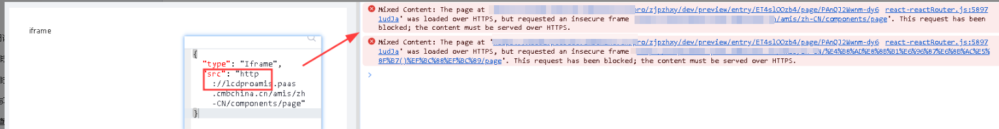 iframe
{
"type": "Iframe",
"src": "http
://lcdproamis.paas
.cmbchina.cn/amis/zh
-CN/components/page"
}
Mixed Content: The page at pro/zjpzhxy/dev/preview/entry/ET4slOOzb4/page/PAnQJ2Wwnm-dy6 react-reactRouter.js:5897
1udJa' was loaded over HTTPS, but requested an insecure frame n/amis/zh-CN/components/page'. This request has been
blocked; the content must be served over HTTPS.
Mixed Content: The page at ' pro/zjpzhxy/dev/preview/entry/ET4slOOzb4/page/PAnQJ2Wwnm-dy6 react-reactRouter.js:5897
1udJa' was loaded over HTTPS, but requested an insecure frame CN/%E4%B8%AD%E8%8B%B1%E6%96%87%E6%8B%AC%E5%
8F%B7()%EF%BC%88%EF%BC%89/page'. This request has been blocked; the content must be served over HTTPS.